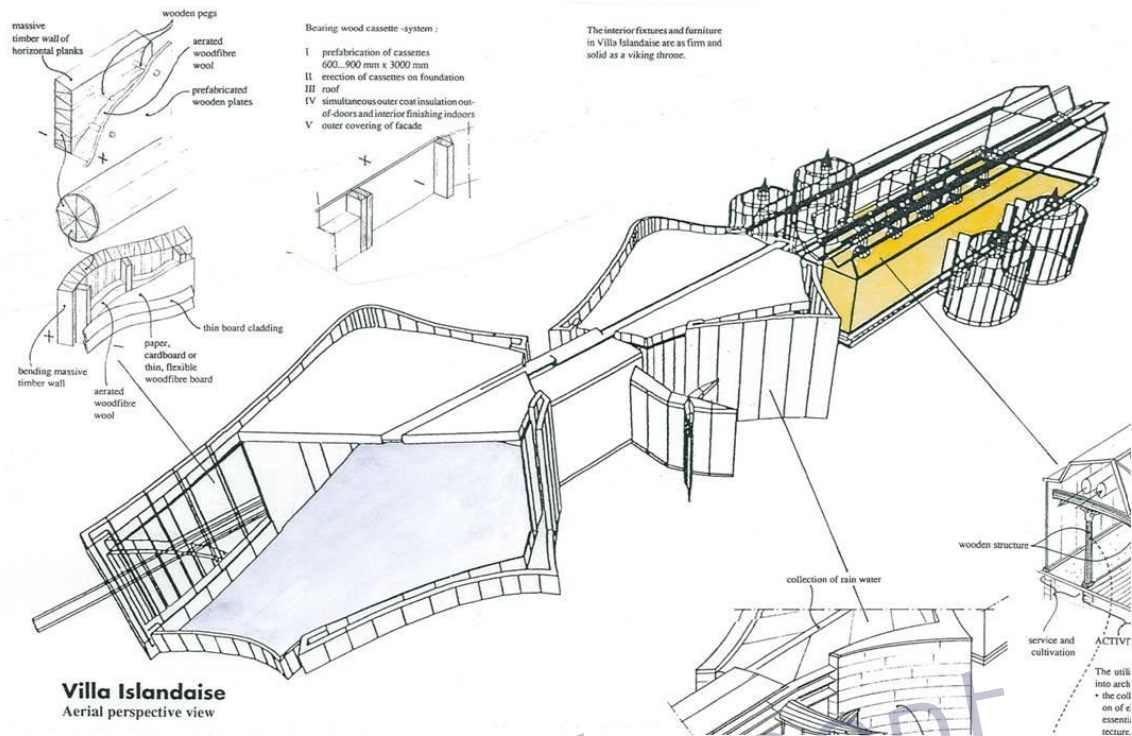 massive
timber wall of
horizontal planks
wooden pegs
aerated
woodfibre
wool
prefabricated
wooden plates
Bearing wood cassette -system :
I prefabrication of cassettes
600...900 mm x 3000 mm
II erection of cassettes on foundation
III roof
IV simultaneous outer coat insulation out-
of-doors and interior finishing indoors
V outer covering of facade
The interior fixtures and furniture
in Villa Islandaise are as firm and
solid as a viking throne.
thin board cladding
paper,
cardboard or
thin, flexible
woodfibre board
bending massive
timber wall
aerated
woodfibre
wool
wooden structure
collection of rain water
service and
cultivation
Villa Islandaise
Aerial perspective view
The
into
• the